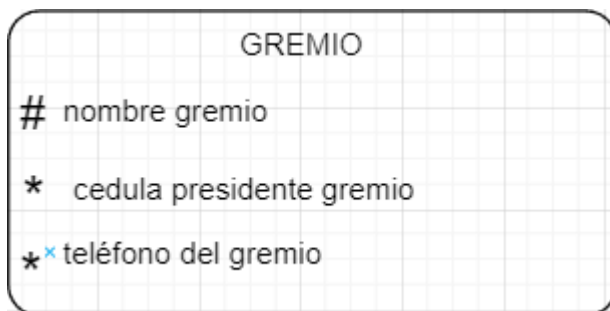 GREMIO
# nombre gremio
* cedula presidente gremio
* teléfono del gremio